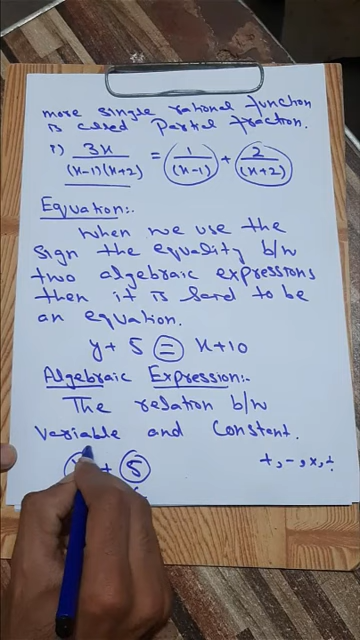 more single rational function
is called Partial fraction.
i) 3x/(x-1)(x+2) = 1/(x-1) + 2/(x+2)
Equation:-
When we use the
sign the equality b/w
two algebraic expressions
then it is said to be
an equation.
y + 5 = x + 10
Algebraic Expression:-
The relation b/w
variable and Constant.
+ 5
+, -, x, ÷